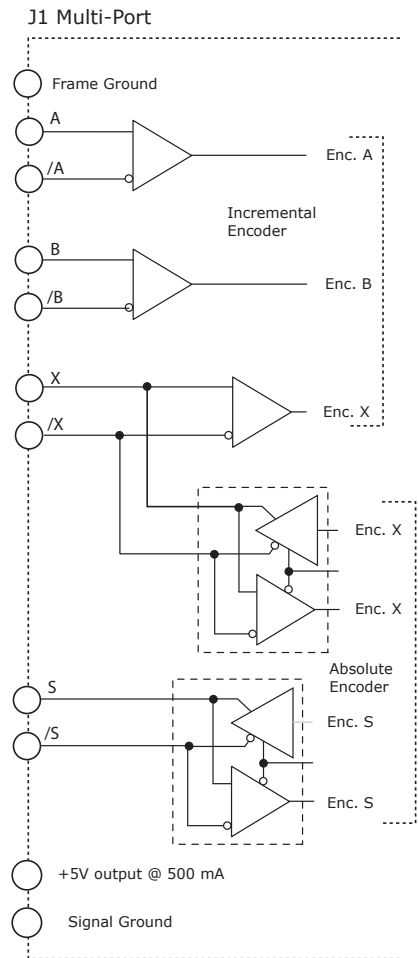 J1 Multi-Port
Frame Ground
A
/A
Enc. A
Incremental
Encoder
B
/B
Enc. B
X
/X
Enc. X
Enc. X
Enc. X
Absolute
Encoder
S
/S
Enc. S
Enc. S
+5V output @ 500 mA
Signal Ground